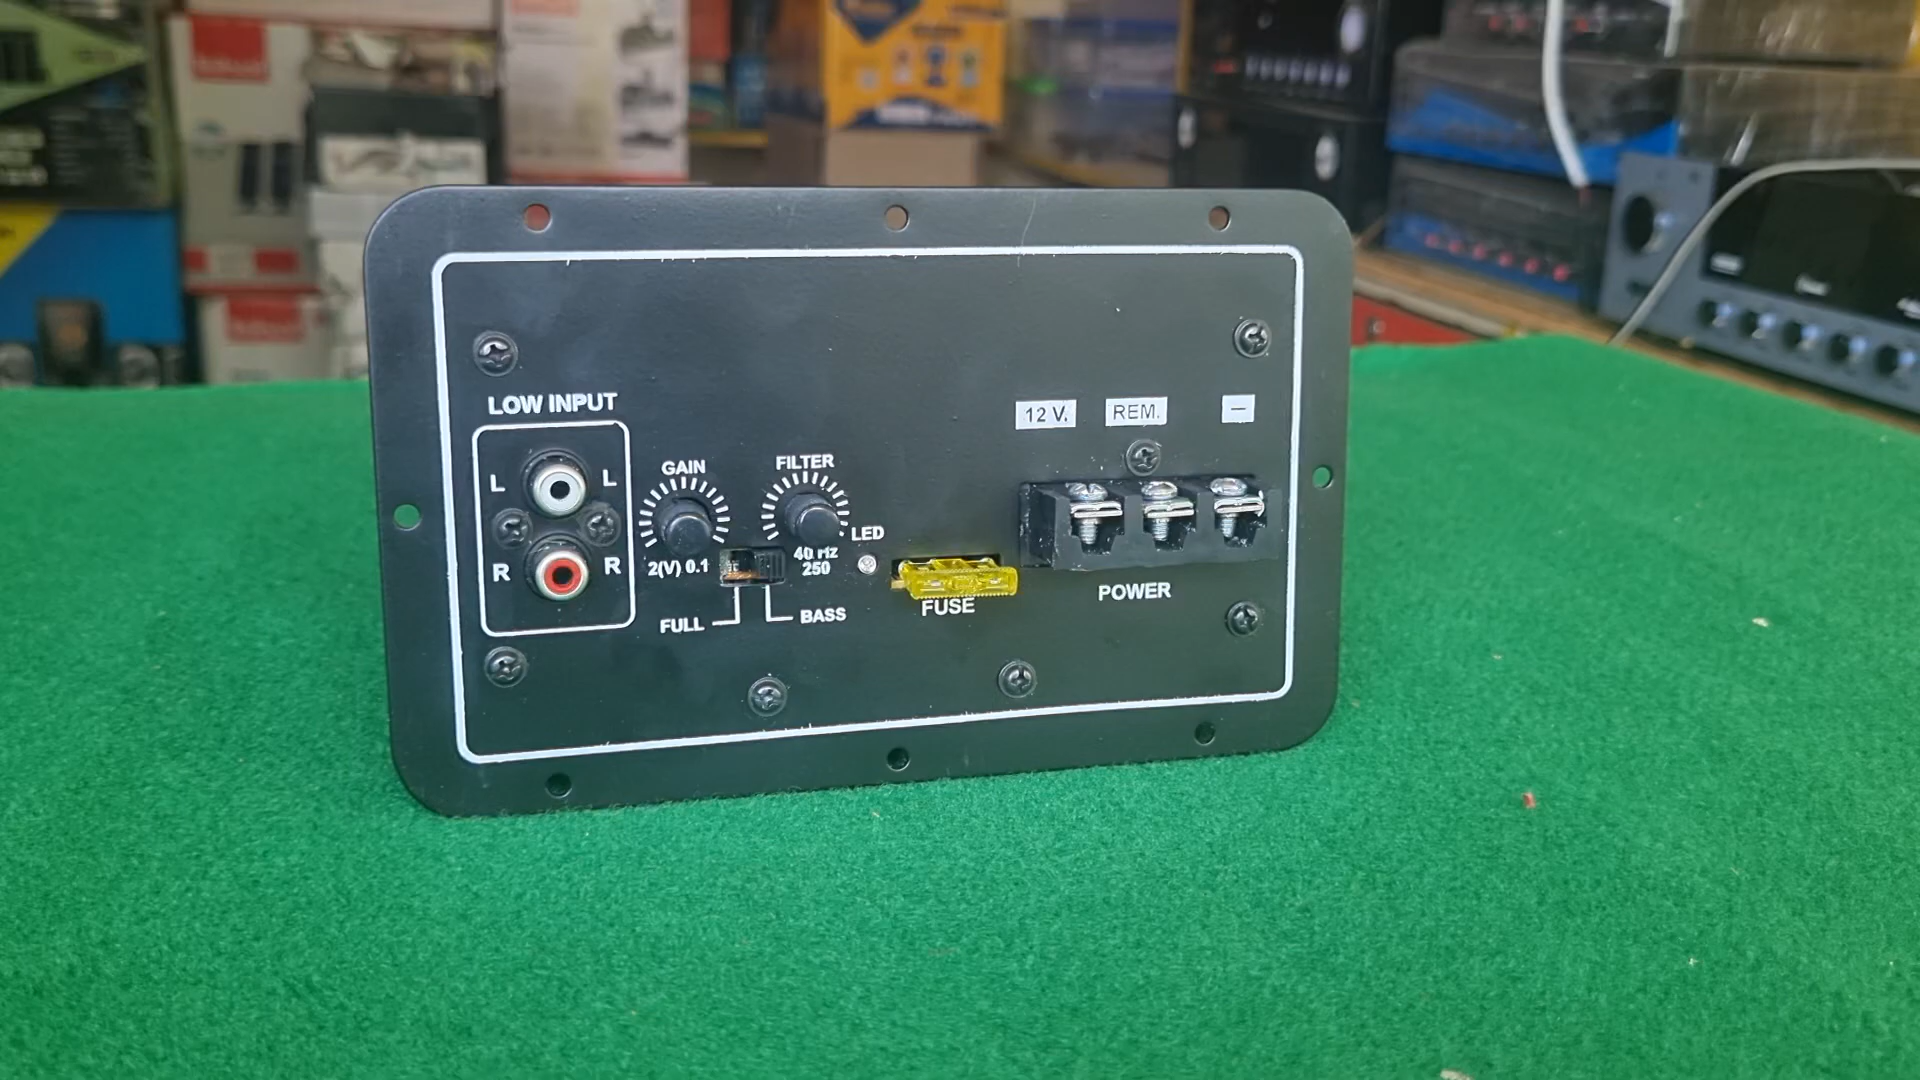 12 V.
REM.
—
LOW INPUT
L
L
R
R
GAIN
2(V) 0.1
FILTER
40 Hz
250
LED
FULL
BASS
FUSE
POWER